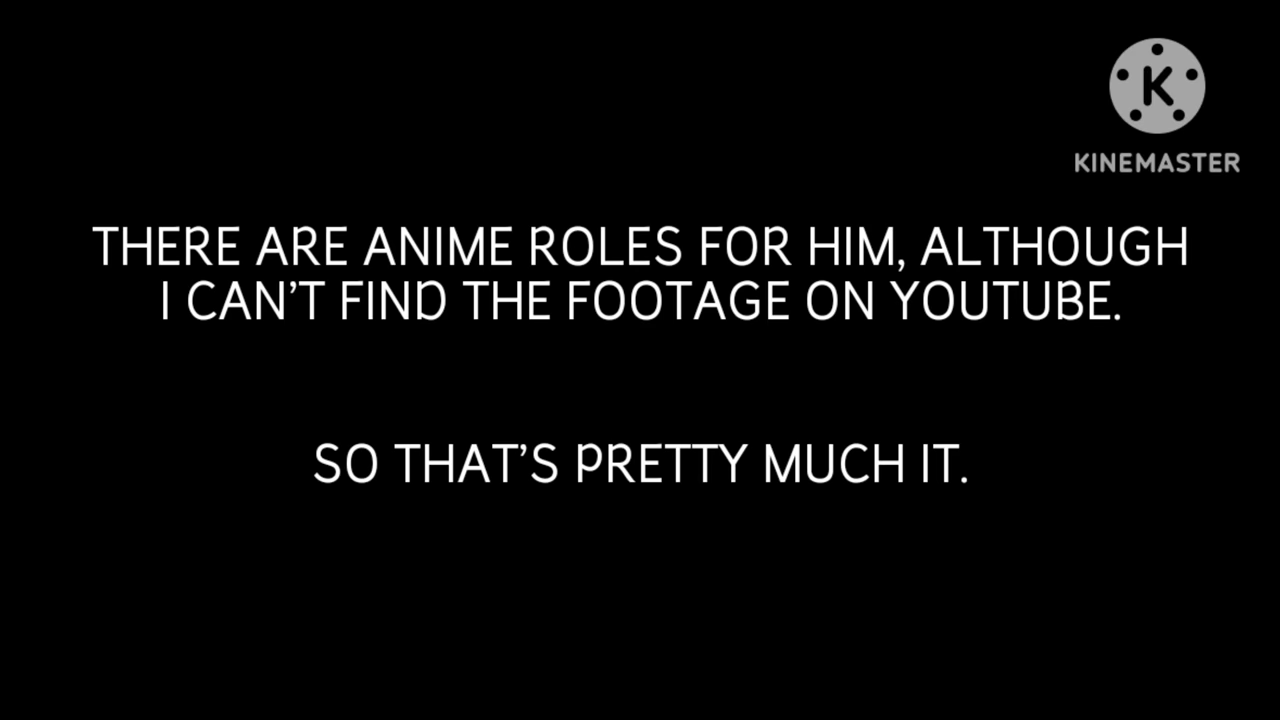 K
KINEMASTER
THERE ARE ANIME ROLES FOR HIM, ALTHOUGH
I CAN’T FIND THE FOOTAGE ON YOUTUBE.
SO THAT’S PRETTY MUCH IT.